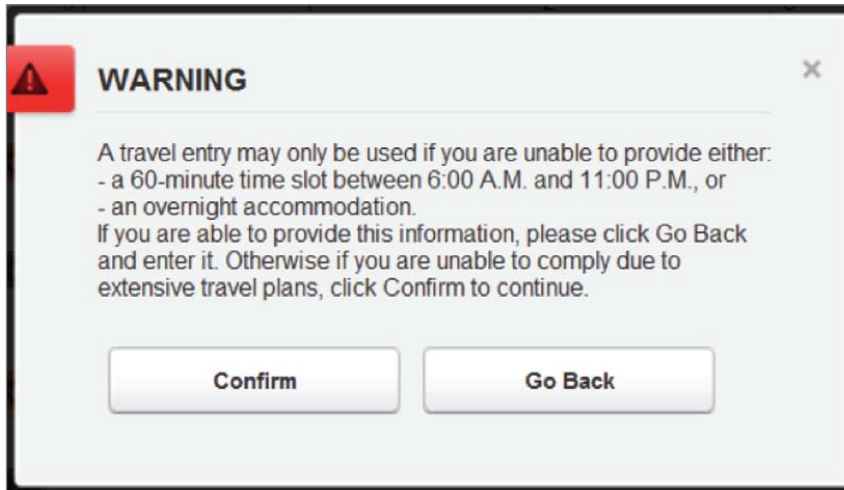 WARNING
A travel entry may only be used if you are unable to provide either:
- a 60-minute time slot between 6:00 A.M. and 11:00 P.M., or
- an overnight accommodation.
If you are able to provide this information, please click Go Back
and enter it. Otherwise if you are unable to comply due to
extensive travel plans, click Confirm to continue.
Confirm
Go Back